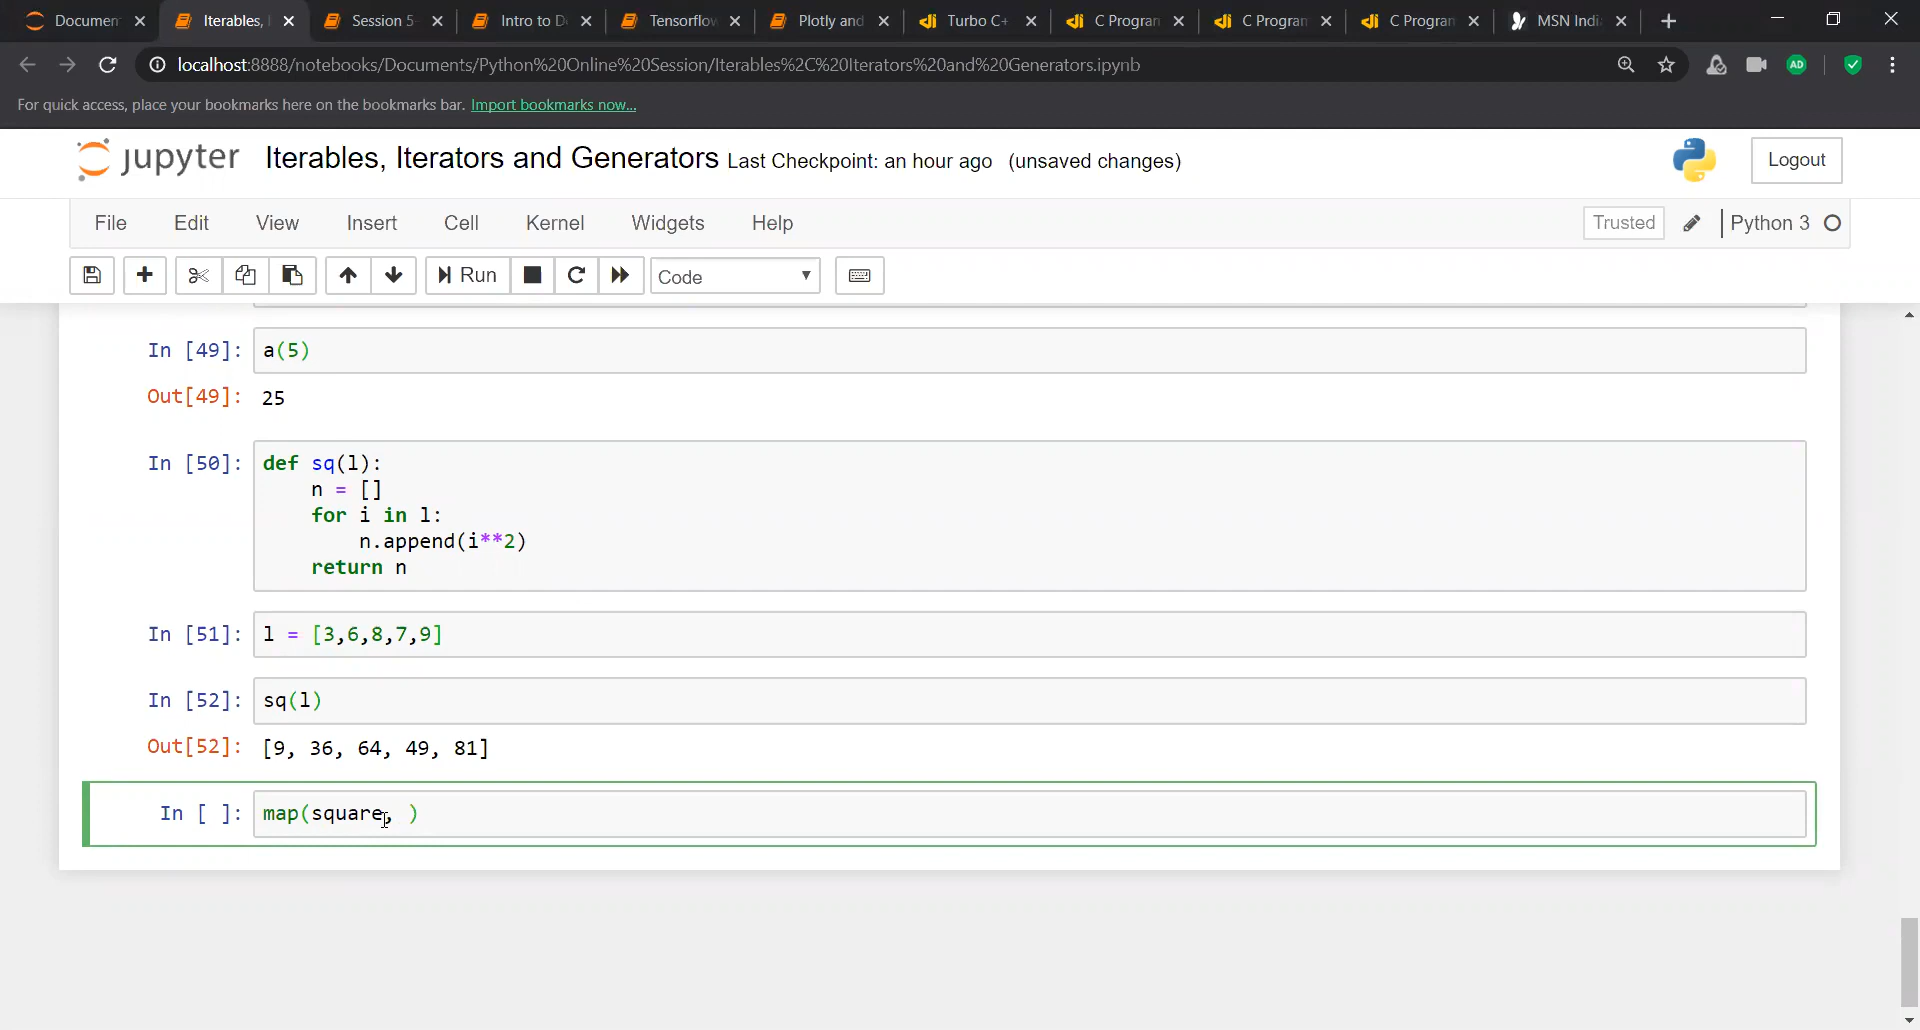 Documen
Iterables, I
Session 5-
Intro to D
Tensorflow
Plotly and
Turbo C+
C Program
C Program
C Program
MSN Indi
localhost:8888/notebooks/Documents/Python%20Online%20Session/Iterables%2C%20Iterators%20and%20Generators.ipynb
AD
For quick access, place your bookmarks here on the bookmarks bar. Import bookmarks now...
jupyter Iterables, Iterators and Generators Last Checkpoint: an hour ago (unsaved changes)
Logout
File Edit View Insert Cell Kernel Widgets Help
Trusted Python 3
Run Code
In [49]: a(5)
Out[49]: 25
In [50]: def sq(l):
n = []
for i in l:
n.append(i**2)
return n
In [51]: l = [3,6,8,7,9]
In [52]: sq(l)
Out[52]: [9, 36, 64, 49, 81]
In [ ]: map(square, )